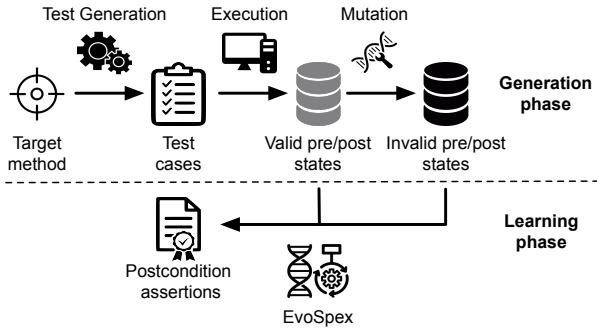 Test Generation
Execution
Mutation
Generation
phase
Target
method
Test
cases
Valid pre/post
states
Invalid pre/post
states
Learning
phase
Postcondition
assertions
EvoSpex